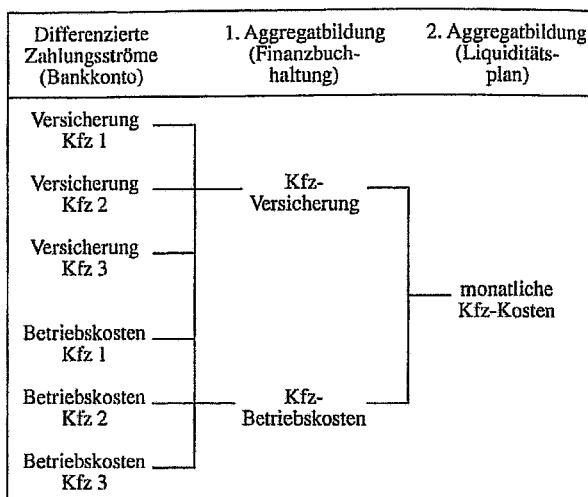 Differenzierte
Zahlungsströme
(Bankkonto)
1. Aggregatbildung
(Finanzbuch-
haltung)
2. Aggregatbildung
(Liquiditäts-
plan)
Versicherung
Kfz 1
Versicherung
Kfz 2
Versicherung
Kfz 3
Betriebskosten
Kfz 1
Betriebskosten
Kfz 2
Betriebskosten
Kfz 3
Kfz-
Versicherung
Kfz-
Betriebskosten
monatliche
Kfz-Kosten